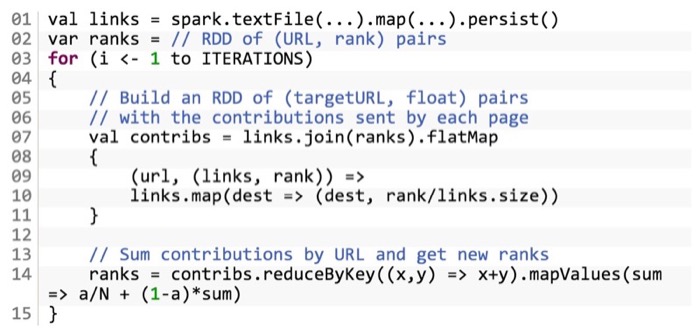 01 val links = spark.textFile(...).map(...).persist()
02 var ranks = // RDD of (URL, rank) pairs
03 for (i <- 1 to ITERATIONS)
04 {
05     // Build an RDD of (targetURL, float) pairs
06     // with the contributions sent by each page
07     val contribs = links.join(ranks).flatMap
08     {
09         (url, (links, rank)) =>
10         links.map(dest => (dest, rank/links.size))
11     }
12
13     // Sum contributions by URL and get new ranks
14     ranks = contribs.reduceByKey((x,y) => x+y).mapValues(sum
=> a/N + (1-a)*sum)
15 }